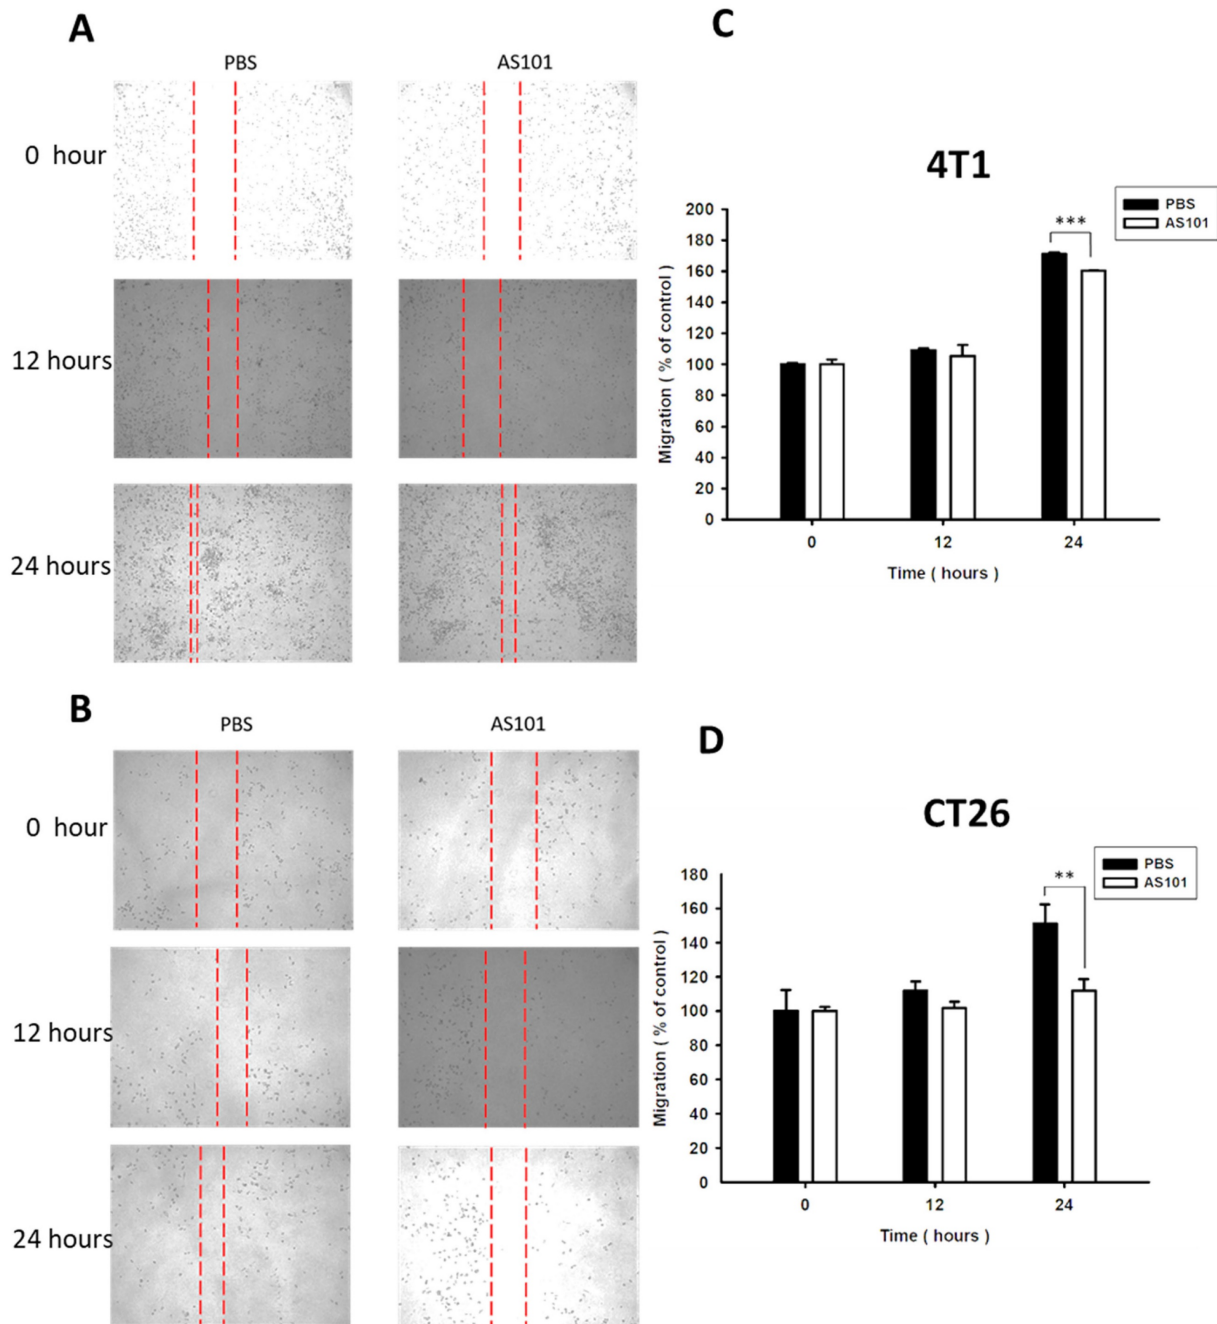 A
PBS
AS101
0 hour
12 hours
24 hours
B
PBS
AS101
0 hour
12 hours
24 hours
C
4T1
PBS
AS101
***
Migration ( % of control )
200
180
160
140
120
100
80
60
40
20
0
0 12 24
Time ( hours )
D
CT26
PBS
AS101
**
Migration ( % of control )
180
160
140
120
100
80
60
40
20
0
0 12 24
Time ( hours )